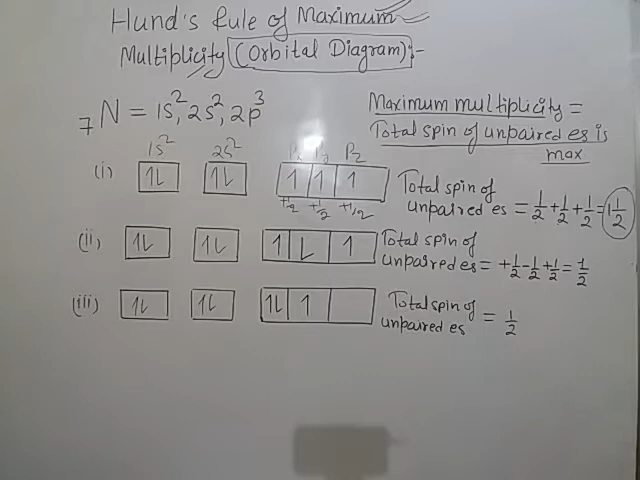 Hund's Rule of Maximum
Multiplicity (Orbital Diagram):-
₇N = 1s², 2s², 2p³
Maximum multiplicity =
Total spin of unpaired es is
max
1s² 2s² Px Py Pz
(i) 1L 1L 1 1 1
+1/2 +1/2 +1/2
Total spin of
unpaired es = 1/2 + 1/2 + 1/2 = 1 1/2
(ii) 1L 1L 1 L 1
Total spin of
unpaired es = +1/2 - 1/2 + 1/2 = 1/2
(iii) 1L 1L 1L 1
Total spin of
unpaired es = 1/2